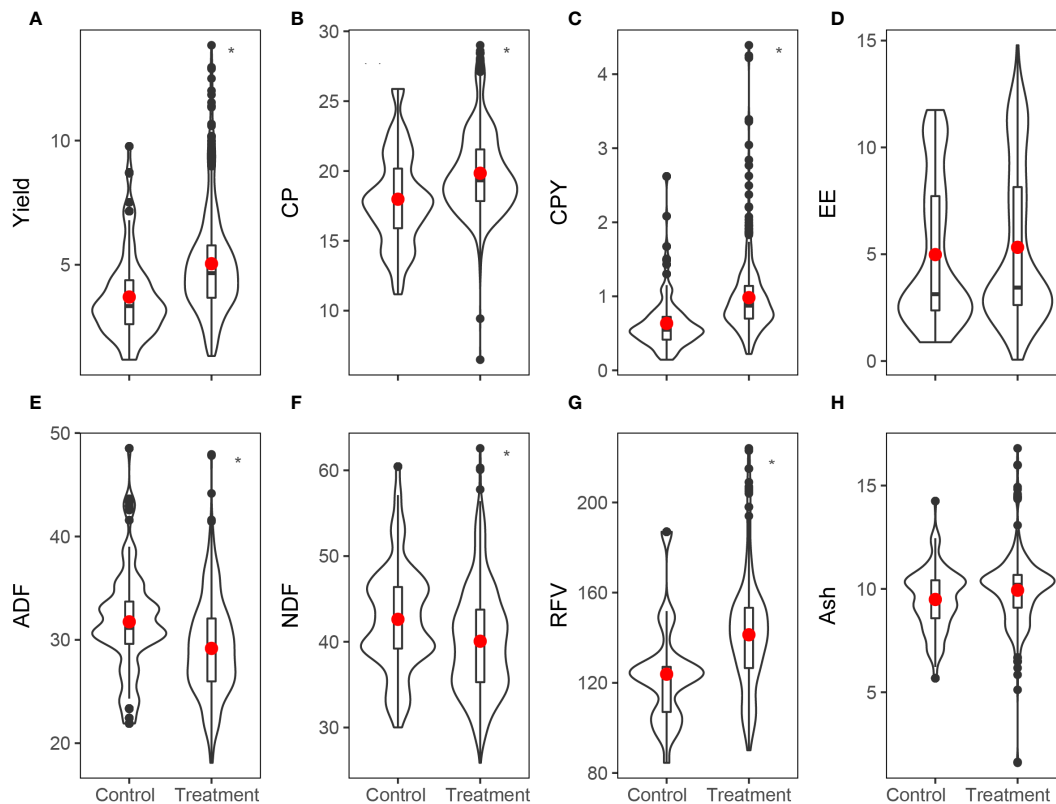 A B C D
Yield
10
5
*
CP
30
25
20
15
10
*
CPY
4
3
2
1
0
*
EE
15
10
5
0
E F G H
ADF
50
40
30
20
*
NDF
60
50
40
30
*
RFV
200
160
120
80
*
Ash
15
10
5
Control Treatment
Control Treatment
Control Treatment
Control Treatment